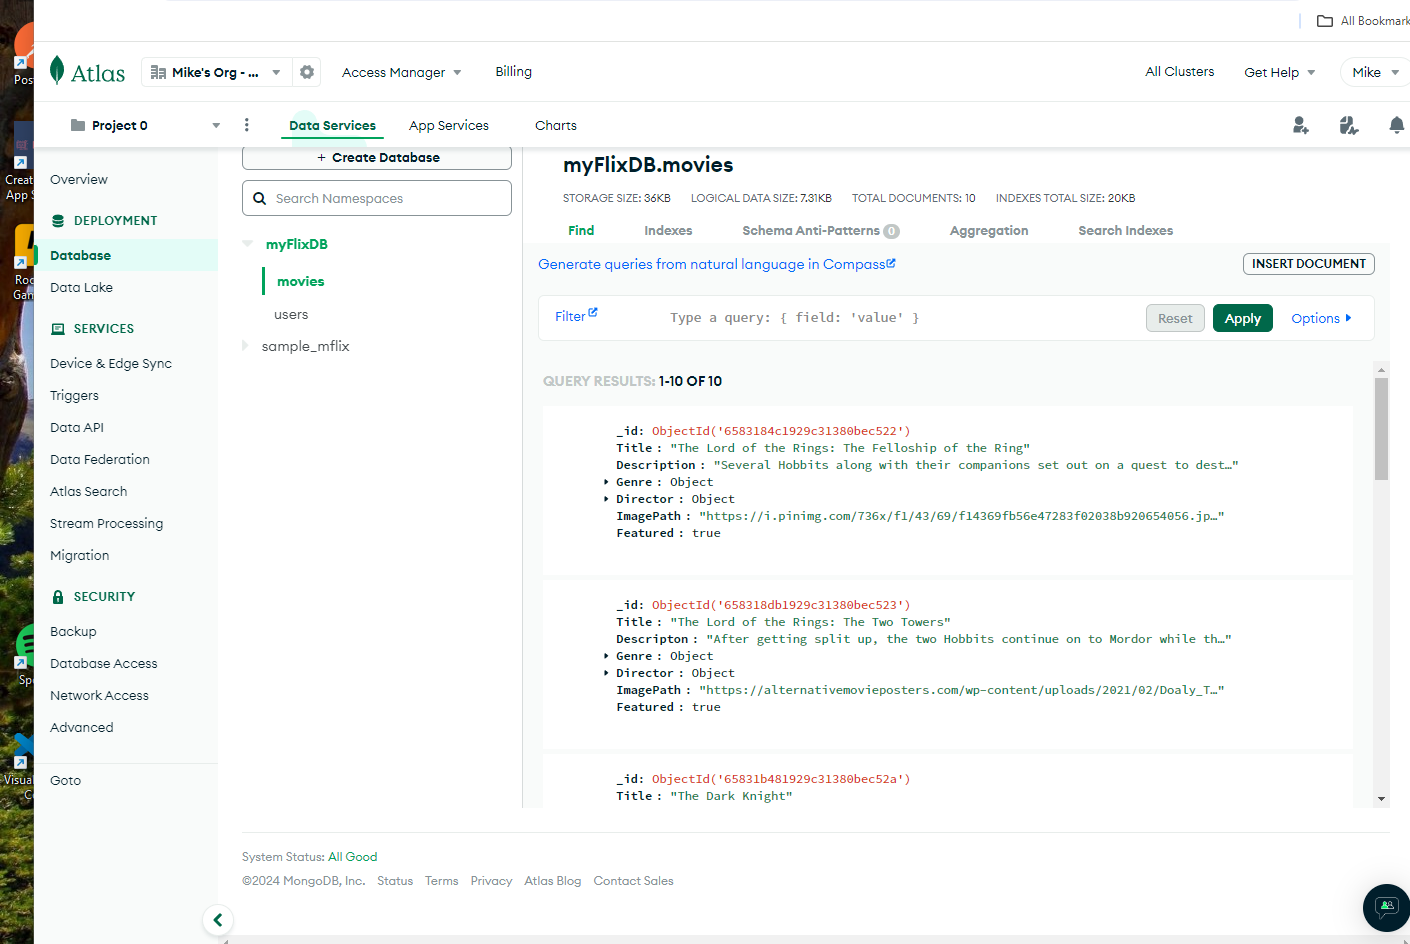 All Bookmark
Atlas
Mike's Org - ...
Access Manager
Billing
All Clusters
Get Help
Mike
Project 0
Data Services
App Services
Charts
Pos
Creat
App S
Roc
Gan
Spo
Visual
Co
Overview
DEPLOYMENT
Database
Data Lake
SERVICES
Device & Edge Sync
Triggers
Data API
Data Federation
Atlas Search
Stream Processing
Migration
SECURITY
Backup
Database Access
Network Access
Advanced
Goto
+ Create Database
Search Namespaces
myFlixDB
movies
users
sample_mflix
myFlixDB.movies
STORAGE SIZE: 36KB LOGICAL DATA SIZE: 7.31KB TOTAL DOCUMENTS: 10 INDEXES TOTAL SIZE: 20KB
Find Indexes Schema Anti-Patterns 0 Aggregation Search Indexes
Generate queries from natural language in Compass
INSERT DOCUMENT
Filter
Type a query: { field: 'value' }
Reset
Apply
Options
QUERY RESULTS: 1-10 OF 10
_id: ObjectId('6583184c1929c31380bec522')
Title : "The Lord of the Rings: The Felloship of the Ring"
Description : "Several Hobbits along with their companions set out on a quest to dest…"
Genre : Object
Director : Object
ImagePath : "https://i.pinimg.com/736x/f1/43/69/f14369fb56e47283f02038b920654056.jp…"
Featured : true
_id: ObjectId('658318db1929c31380bec523')
Title : "The Lord of the Rings: The Two Towers"
Descripton : "After getting split up, the two Hobbits continue on to Mordor while th…"
Genre : Object
Director : Object
ImagePath : "https://alternativemovieposters.com/wp-content/uploads/2021/02/Doaly_T…"
Featured : true
_id: ObjectId('65831b481929c31380bec52a')
Title : "The Dark Knight"
System Status: All Good
©2024 MongoDB, Inc. Status Terms Privacy Atlas Blog Contact Sales